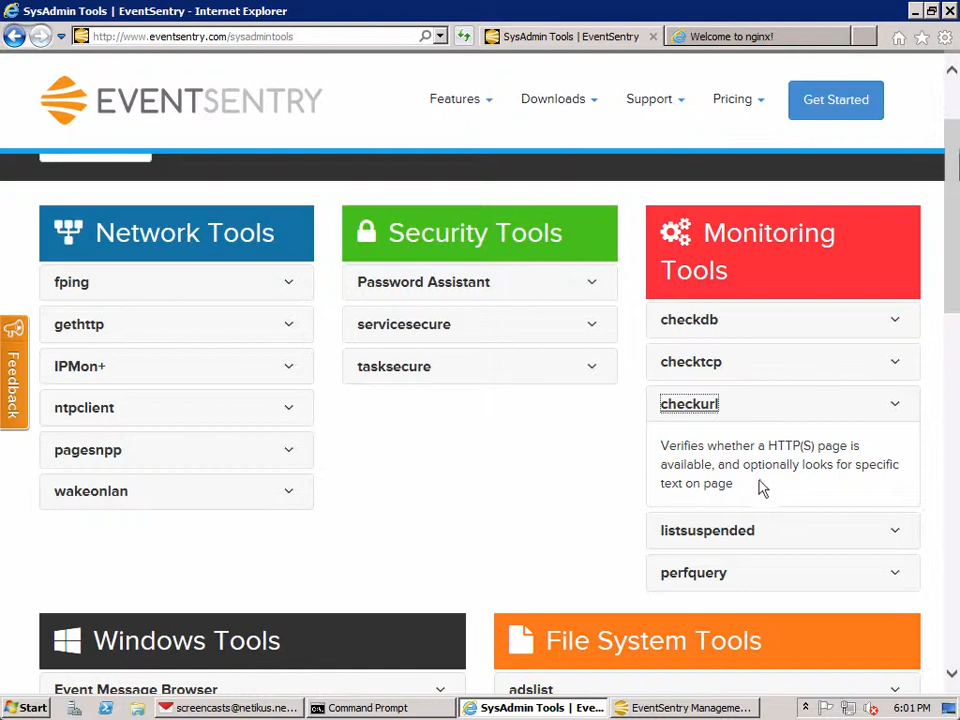 SysAdmin Tools | EventSentry - Internet Explorer
http://www.eventsentry.com/sysadmintools
SysAdmin Tools | EventSentry
Welcome to nginx!
EVENTSENTRY
Features
Downloads
Support
Pricing
Get Started
Network Tools
fping
gethttp
IPMon+
ntpclient
pagesnpp
wakeonlan
Security Tools
Password Assistant
servicesecure
tasksecure
Monitoring
Tools
checkdb
checktcp
checkurl
Verifies whether a HTTP(S) page is
available, and optionally looks for specific
text on page
listsuspended
perfquery
Feedback
Windows Tools
Event Message Browser
File System Tools
adslist
Start
screencasts@netikus.ne...
Command Prompt
SysAdmin Tools | Eve...
EventSentry Manageme...
6:01 PM